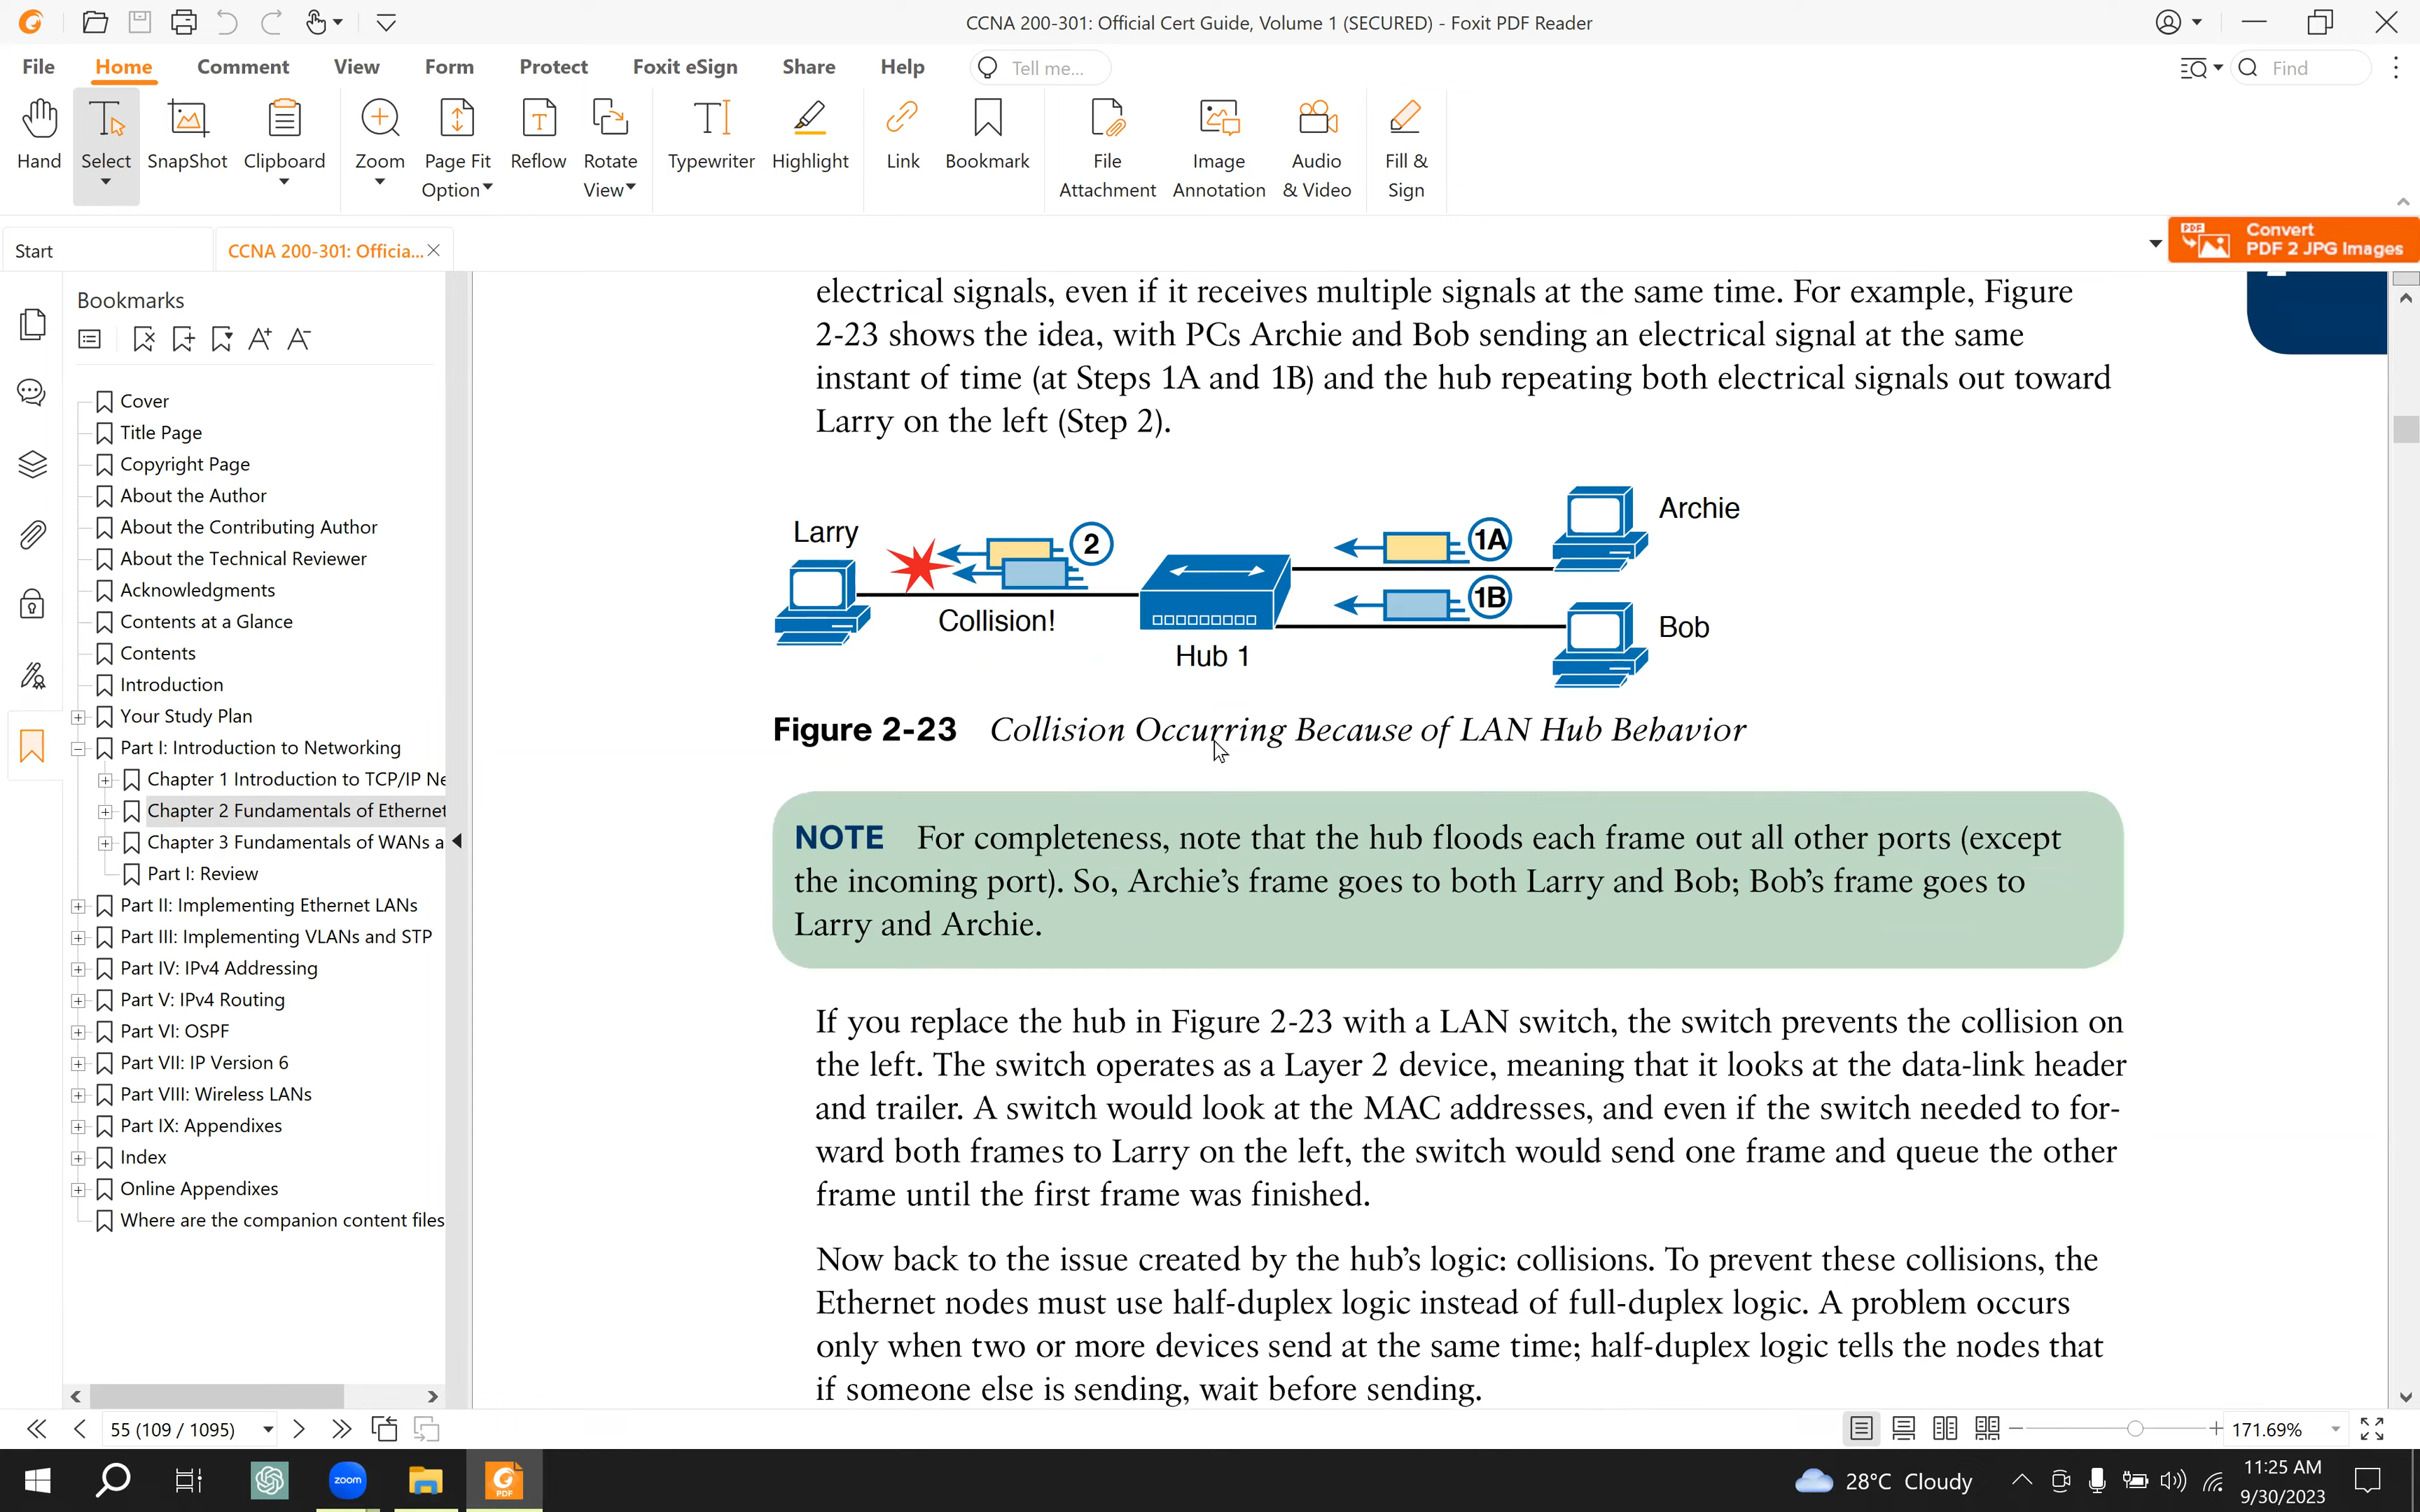 CCNA 200-301: Official Cert Guide, Volume 1 (SECURED) - Foxit PDF Reader
File Home Comment View Form Protect Foxit eSign Share Help Tell me... Find
Hand Select SnapShot Clipboard Zoom Page Fit Option Reflow Rotate View Typewriter Highlight Link Bookmark File Attachment Image Annotation Audio & Video Fill & Sign
Start CCNA 200-301: Officia...
PDF Convert
PDF 2 JPG Images
Bookmarks
Cover
Title Page
Copyright Page
About the Author
About the Contributing Author
About the Technical Reviewer
Acknowledgments
Contents at a Glance
Contents
Introduction
Your Study Plan
Part I: Introduction to Networking
Chapter 1 Introduction to TCP/IP Ne
Chapter 2 Fundamentals of Ethernet
Chapter 3 Fundamentals of WANs a
Part I: Review
Part II: Implementing Ethernet LANs
Part III: Implementing VLANs and STP
Part IV: IPv4 Addressing
Part V: IPv4 Routing
Part VI: OSPF
Part VII: IP Version 6
Part VIII: Wireless LANs
Part IX: Appendixes
Index
Online Appendixes
Where are the companion content files
electrical signals, even if it receives multiple signals at the same time. For example, Figure
2-23 shows the idea, with PCs Archie and Bob sending an electrical signal at the same
instant of time (at Steps 1A and 1B) and the hub repeating both electrical signals out toward
Larry on the left (Step 2).
Larry
2
1A
Archie
Collision!
1B
Bob
Hub 1
Figure 2-23 Collision Occurring Because of LAN Hub Behavior
NOTE For completeness, note that the hub floods each frame out all other ports (except
the incoming port). So, Archie's frame goes to both Larry and Bob; Bob's frame goes to
Larry and Archie.
If you replace the hub in Figure 2-23 with a LAN switch, the switch prevents the collision on
the left. The switch operates as a Layer 2 device, meaning that it looks at the data-link header
and trailer. A switch would look at the MAC addresses, and even if the switch needed to for-
ward both frames to Larry on the left, the switch would send one frame and queue the other
frame until the first frame was finished.
Now back to the issue created by the hub's logic: collisions. To prevent these collisions, the
Ethernet nodes must use half-duplex logic instead of full-duplex logic. A problem occurs
only when two or more devices send at the same time; half-duplex logic tells the nodes that
if someone else is sending, wait before sending.
55 (109 / 1095)
171.69%
zoom
PDF
28°C Cloudy
11:25 AM
9/30/2023